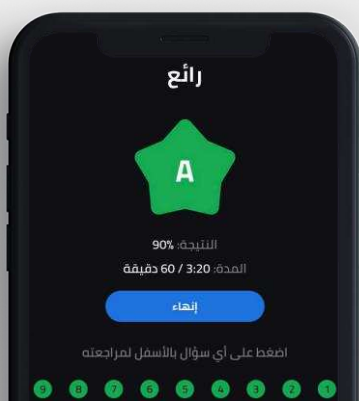 رائع
A
النتيجة: 90%
المدة: 3:20 / 60 دقيقة
إنهاء
اضغط على أي سؤال بالأسفل لمراجعته
1 2 3 4 5 6 7 8 9